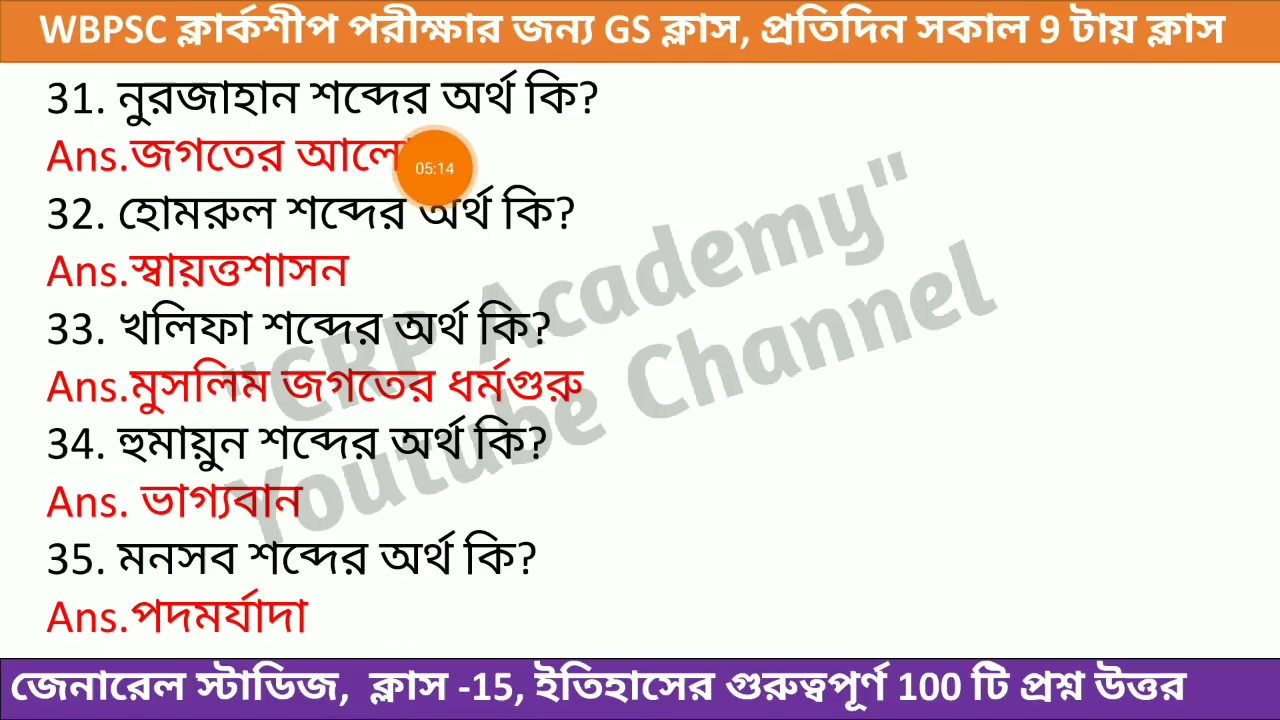 WBPSC ক্লার্কশীপ পরীক্ষার জন্য GS ক্লাস, প্রতিদিন সকাল 9 টায় ক্লাস
31. নুরজাহান শব্দের অর্থ কি?
Ans.জগতের আলো
05:14
32. হোমরুল শব্দের অর্থ কি?
Ans.স্বায়ত্তশাসন
33. খলিফা শব্দের অর্থ কি?
Ans.মুসলিম জগতের ধর্মগুরু
34. হুমায়ুন শব্দের অর্থ কি?
Ans. ভাগ্যবান
35. মনসব শব্দের অর্থ কি?
Ans.পদমর্যাদা
"CRP Academy"
Youtube Channel
জেনারেল স্টাডিজ, ক্লাস -15, ইতিহাসের গুরুত্বপূর্ণ 100 টি প্রশ্ন উত্তর